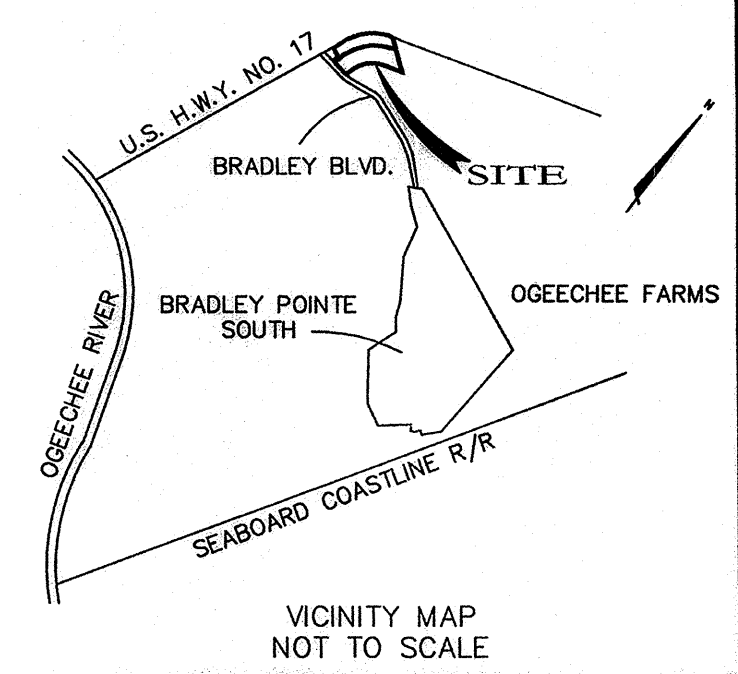 U.S. H.W.Y. NO. 17
N
BRADLEY BLVD.
SITE
OGEECHEE FARMS
BRADLEY POINTE
SOUTH
OGEECHEE RIVER
SEABOARD COASTLINE R/R
VICINITY MAP
NOT TO SCALE